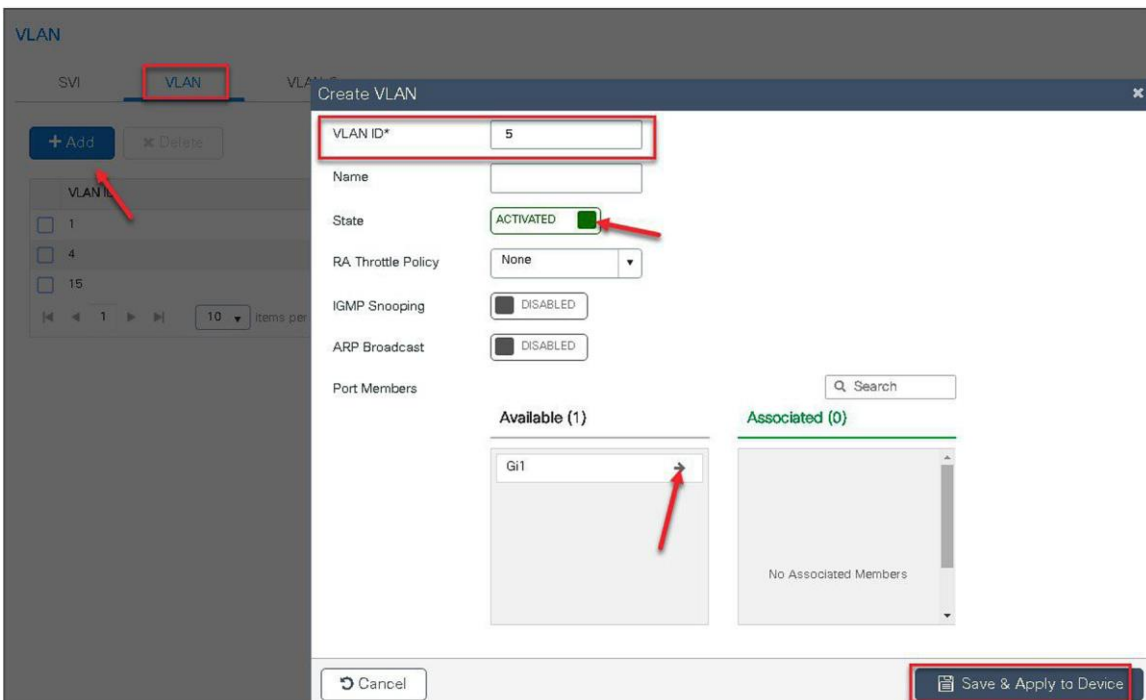 VLAN
SVI VLAN
+ Add ✖ Delete
VLAN
1
4
15
1 10 items per
Create VLAN
VLAN ID* 5
Name
State ACTIVATED
RA Throttle Policy None
IGMP Snooping DISABLED
ARP Broadcast DISABLED
Port Members Search
Available (1) Associated (0)
Gi1
No Associated Members
Cancel Save & Apply to Device